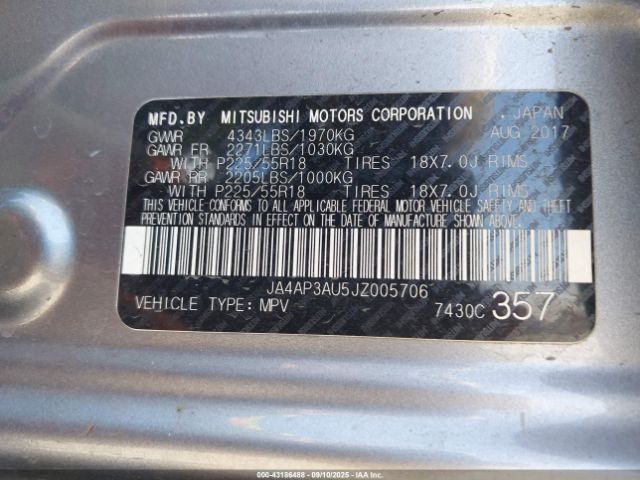 MFD.BY MITSUBISHI MOTORS CORPORATION . JAPAN
GVWR 4343LBS/1970KG AUG 2017
GAWR FR 2271LBS/1030KG
WITH P225/55R18 TIRES 18X7.0J RIMS
GAWR RR 2205LBS/1000KG
WITH P225/55R18 TIRES 18X7.0J RIMS
THIS VEHICLE CONFORMS TO ALL APPLICABLE FEDERAL MOTOR VEHICLE SAFETY AND THEFT
PREVENTION STANDARDS IN EFFECT ON THE DATE OF MANUFACTURE SHOWN ABOVE.
JA4AP3AU5JZ005706
VEHICLE TYPE: MPV 7430C 357
000-43186488 - 09/10/2025 - IAAI.COM